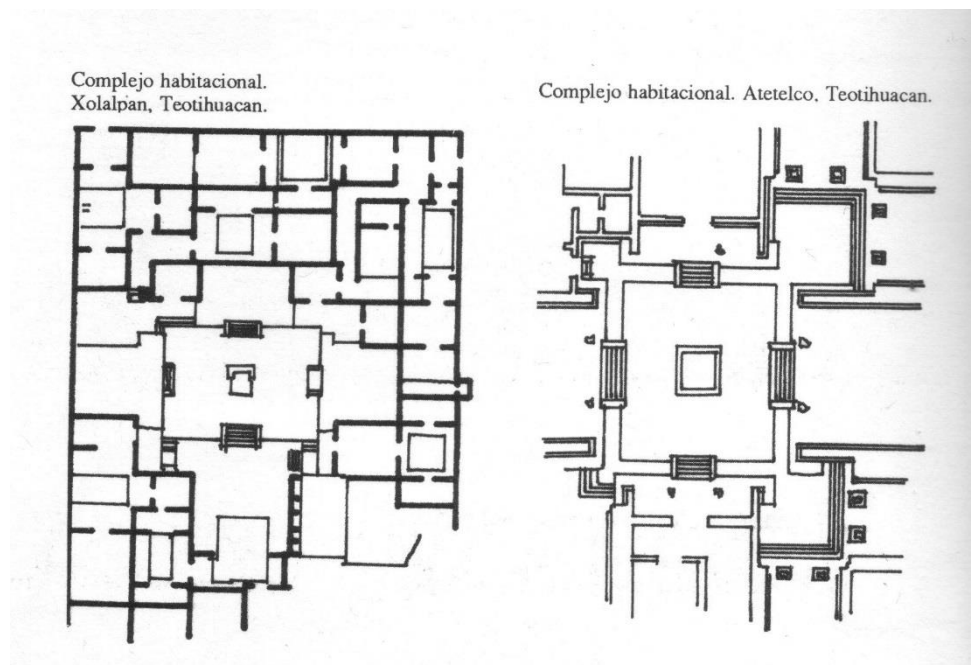 Complejo habitacional.
Xolalpan, Teotihuacan.
Complejo habitacional. Atetelco, Teotihuacan.